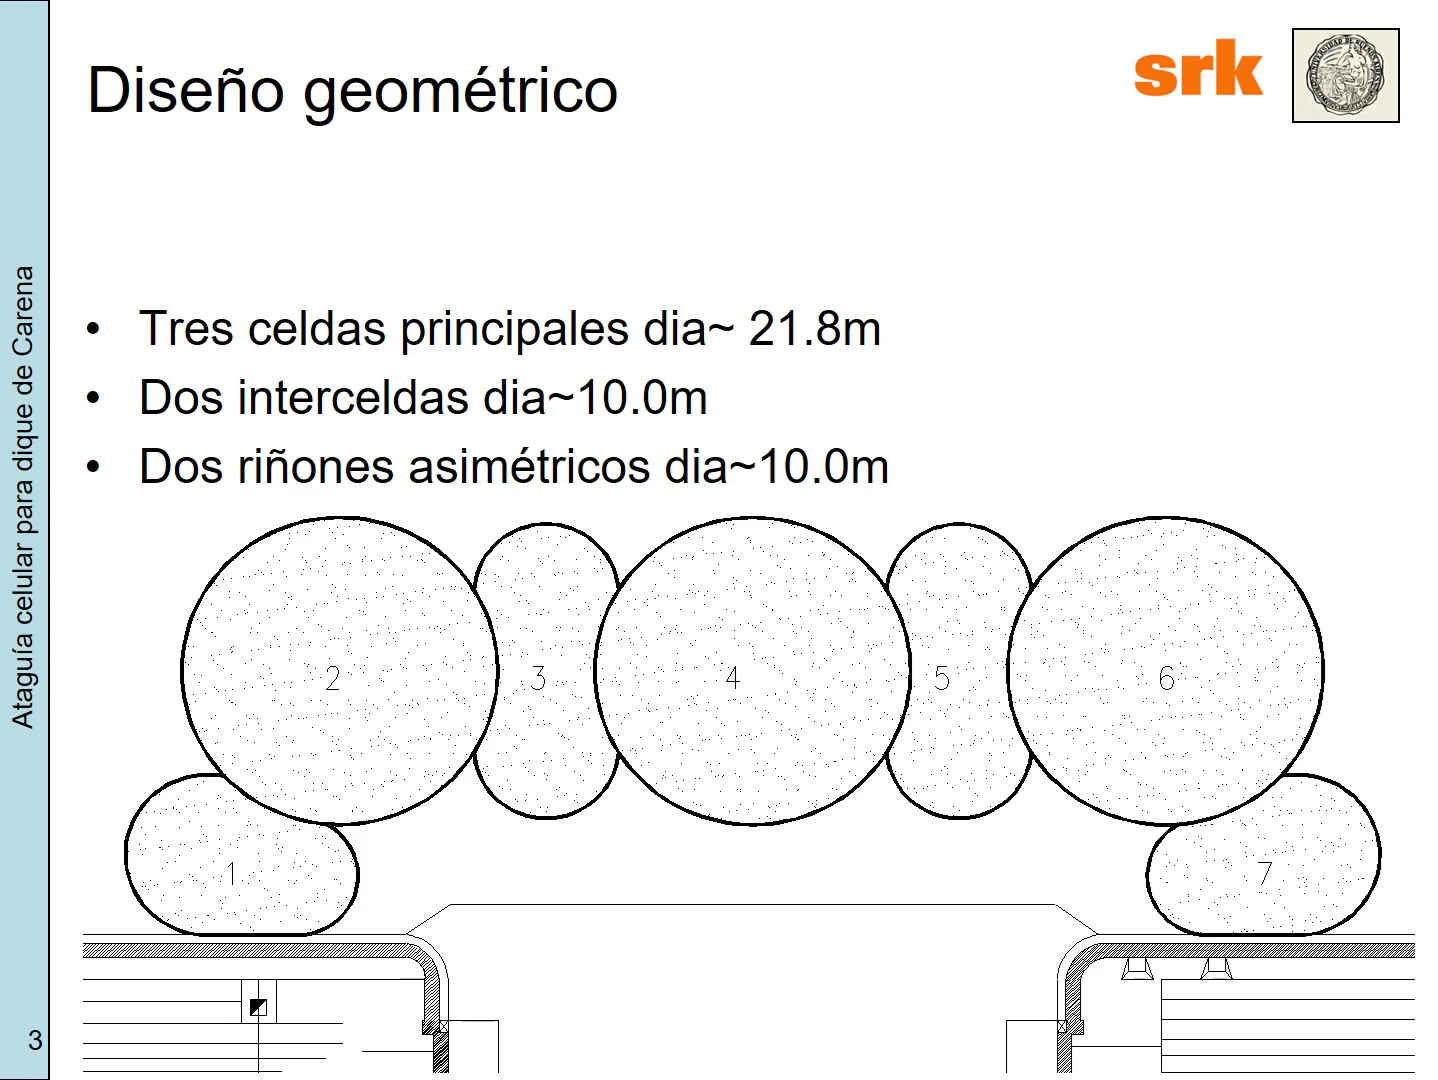 Diseño geométrico
srk
• Tres celdas principales dia~ 21.8m
• Dos interceldas dia~10.0m
• Dos riñones asimétricos dia~10.0m
2
3
4
5
6
1
7
Ataguía celular para dique de Carena
3